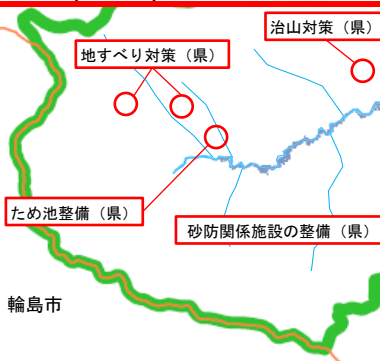 治山対策（県）
地すべり対策（県）
ため池整備（県）
砂防関係施設の整備（県）
輪島市